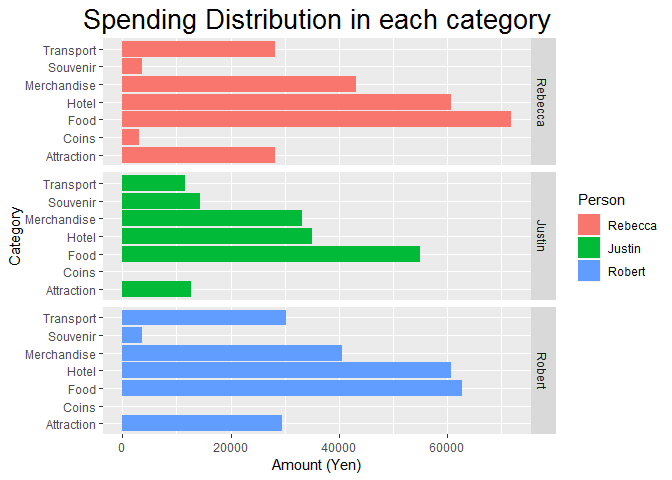 Spending Distribution in each category
Category
Transport
Souvenir
Merchandise
Hotel
Food
Coins
Attraction
Rebecca
Transport
Souvenir
Merchandise
Hotel
Food
Coins
Attraction
Justin
Transport
Souvenir
Merchandise
Hotel
Food
Coins
Attraction
Robert
0 20000 40000 60000
Amount (Yen)
Person
Rebecca
Justin
Robert